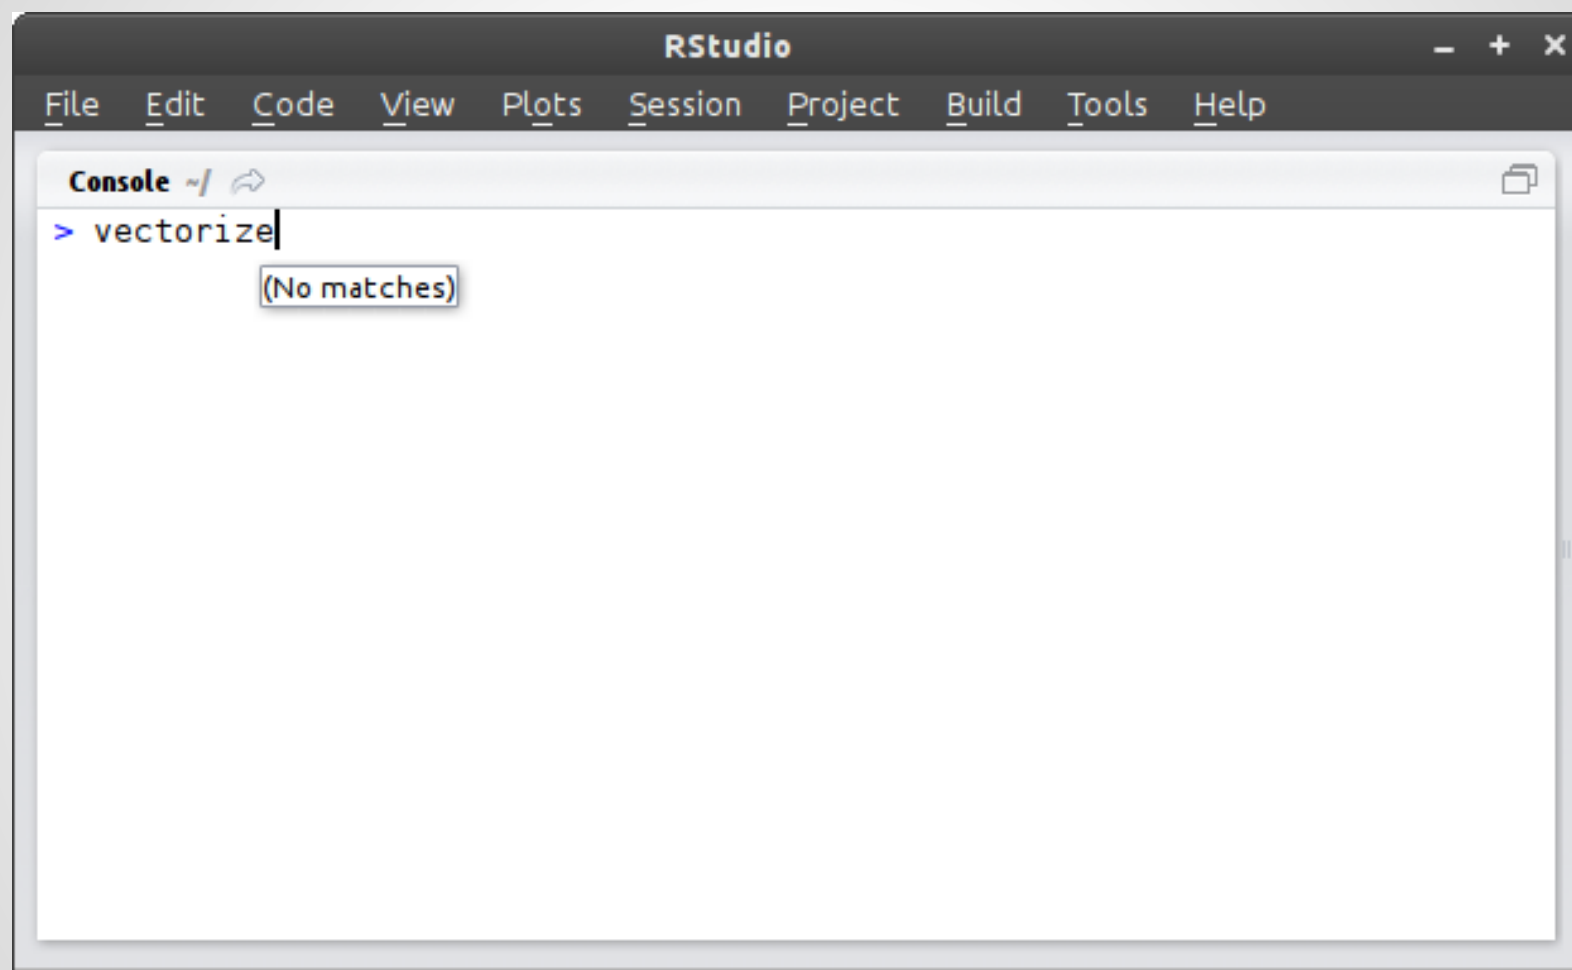 RStudio
File Edit Code View Plots Session Project Build Tools Help
Console ~/
> vectorize
(No matches)